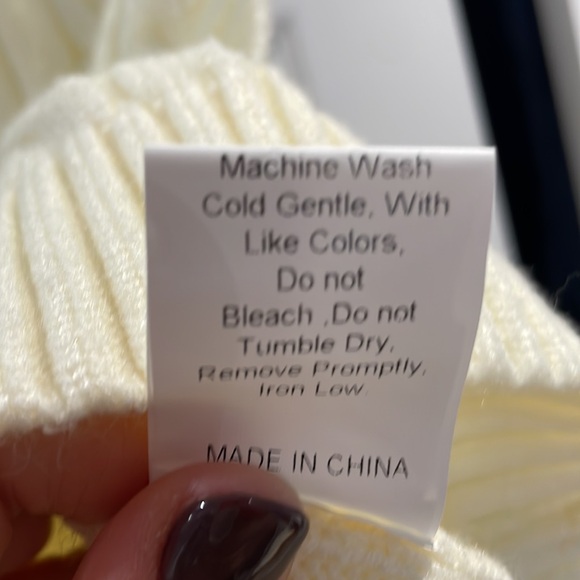 Machine Wash
Cold Gentle, With
Like Colors,
Do not
Bleach ,Do not
Tumble Dry,
Remove Promptly,
Iron Low.
MADE IN CHINA